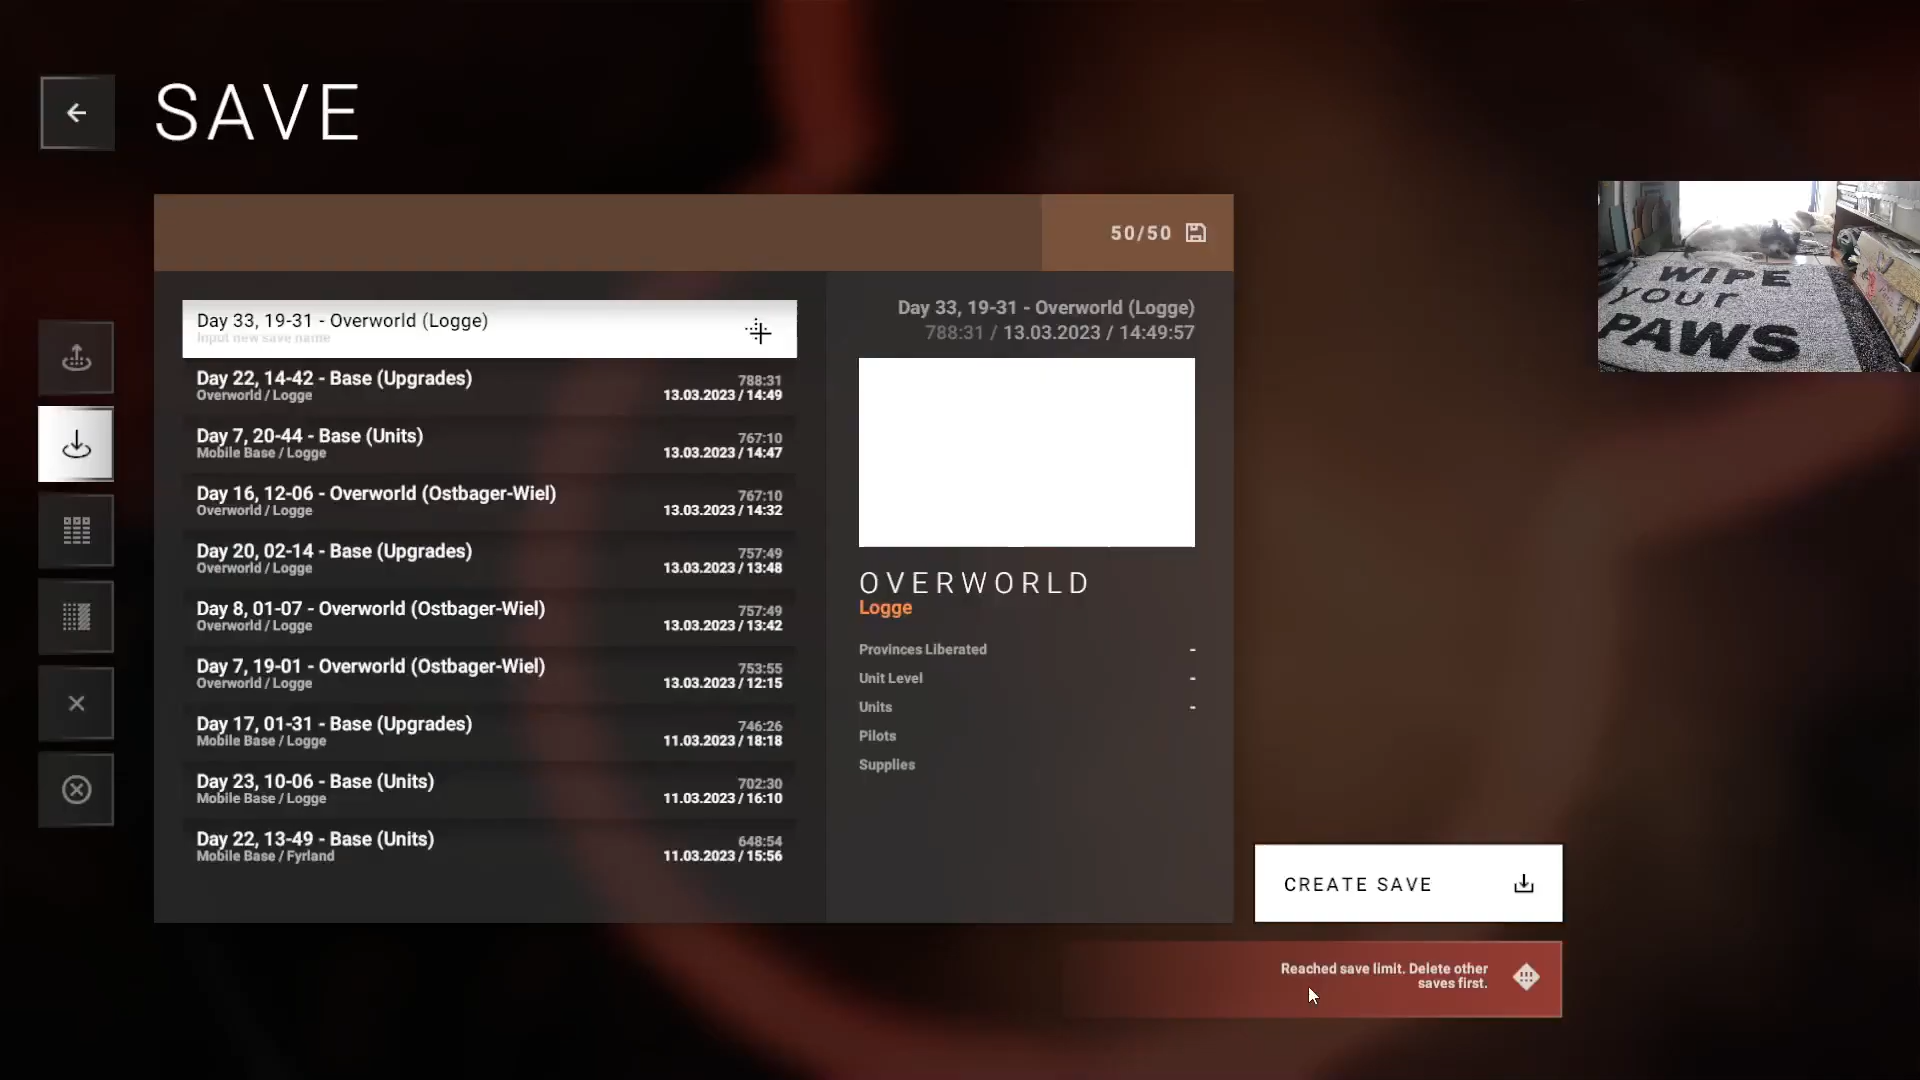 SAVE
50/50
Day 33, 19-31 - Overworld (Logge)
Input new save name
Day 22, 14-42 - Base (Upgrades) 788:31
Overworld / Logge 13.03.2023 / 14:49
Day 7, 20-44 - Base (Units) 767:10
Mobile Base / Logge 13.03.2023 / 14:47
Day 16, 12-06 - Overworld (Ostbager-Wiel) 767:10
Overworld / Logge 13.03.2023 / 14:32
Day 20, 02-14 - Base (Upgrades) 757:49
Overworld / Logge 13.03.2023 / 13:48
Day 8, 01-07 - Overworld (Ostbager-Wiel) 757:49
Overworld / Logge 13.03.2023 / 13:42
Day 7, 19-01 - Overworld (Ostbager-Wiel) 753:55
Overworld / Logge 13.03.2023 / 12:15
Day 17, 01-31 - Base (Upgrades) 746:26
Mobile Base / Logge 11.03.2023 / 18:18
Day 23, 10-06 - Base (Units) 702:30
Mobile Base / Logge 11.03.2023 / 16:10
Day 22, 13-49 - Base (Units) 648:54
Mobile Base / Fyrland 11.03.2023 / 15:56
Day 33, 19-31 - Overworld (Logge)
788:31 / 13.03.2023 / 14:49:57
OVERWORLD
Logge
Provinces Liberated -
Unit Level -
Units -
Pilots
Supplies
CREATE SAVE
Reached save limit. Delete other
saves first.
WIPE
your
PAWS